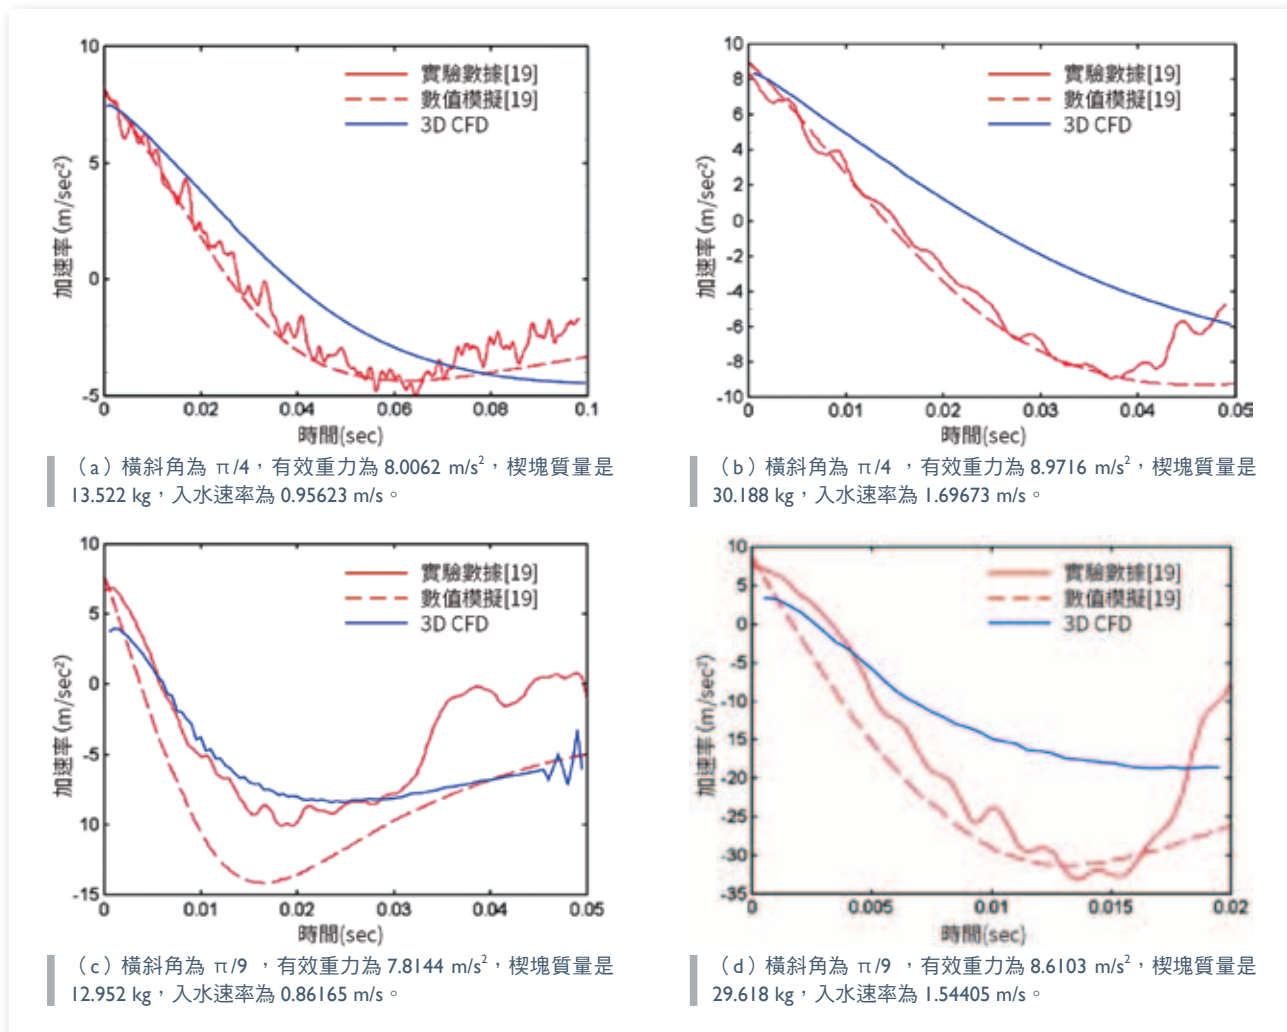 10
5
0
-5
0
0.02
0.04
0.06
0.08
0.1
加速率 (m/sec²)
時間(sec)
實驗數據[19]
數值模擬[19]
3D CFD
(a)橫斜角為 π/4,有效重力為 8.0062 m/s²,楔塊質量是
13.522 kg,入水速率為 0.95623 m/s。
10
8
6
4
2
0
-2
-4
-6
-8
-10
0
0.01
0.02
0.03
0.04
0.05
加速率 (m/sec²)
時間(sec)
實驗數據[19]
數值模擬[19]
3D CFD
(b)橫斜角為 π/4 ,有效重力為 8.9716 m/s²,楔塊質量是
30.188 kg,入水速率為 1.69673 m/s。
10
5
0
-5
10
-15
0
0.01
0.02
0.03
0.04
0.05
加速率 (m/sec²)
時間(sec)
實驗數據[19]
數值模擬[19]
3D CFD
(c)橫斜角為 π/9 ,有效重力為 7.8144 m/s²,楔塊質量是
12.952 kg,入水速率為 0.86165 m/s。
10
5
0
-5
-10
-15
-20
-25
-30
-35
0
0.005
0.01
0.015
0.02
加速率 (m/sec²)
時間(sec)
實驗數據[19]
數值模擬[19]
3D CFD
(d)橫斜角為 π/9 ,有效重力為 8.6103 m/s²,楔塊質量是
29.618 kg,入水速率為 1.54405 m/s。